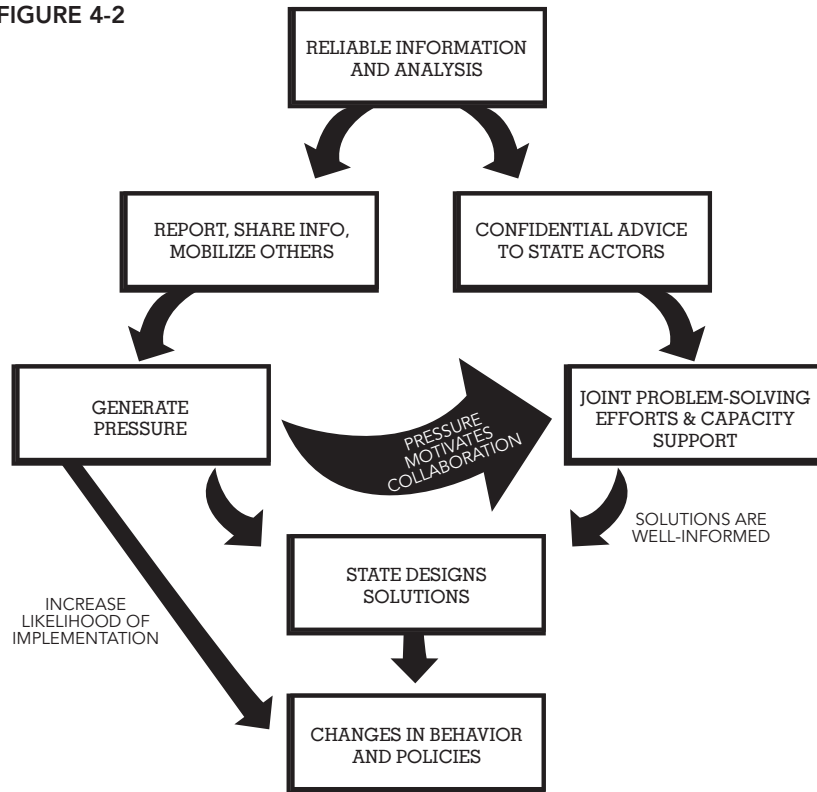 FIGURE 4-2
RELIABLE INFORMATION
AND ANALYSIS
REPORT, SHARE INFO,
MOBILIZE OTHERS
CONFIDENTIAL ADVICE
TO STATE ACTORS
GENERATE
PRESSURE
PRESSURE
MOTIVATES
COLLABORATION
JOINT PROBLEM-SOLVING
EFFORTS & CAPACITY
SUPPORT
SOLUTIONS ARE
WELL-INFORMED
STATE DESIGNS
SOLUTIONS
INCREASE
LIKELIHOOD OF
IMPLEMENTATION
CHANGES IN BEHAVIOR
AND POLICIES